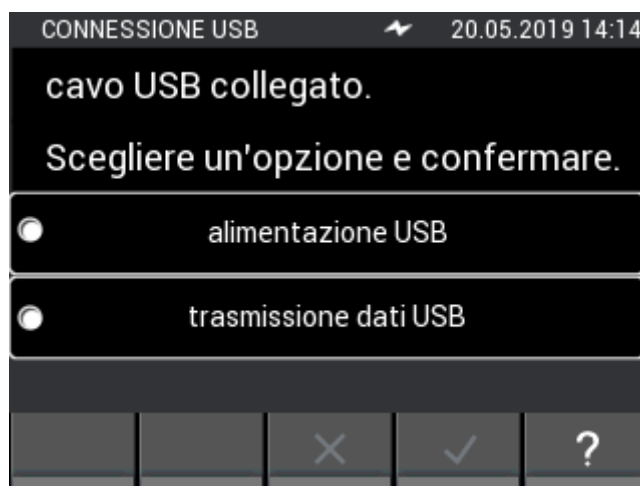 CONNESSIONE USB 20.05.2019 14:14
cavo USB collegato.
Scegliere un'opzione e confermare.
alimentazione USB
trasmissione dati USB
?